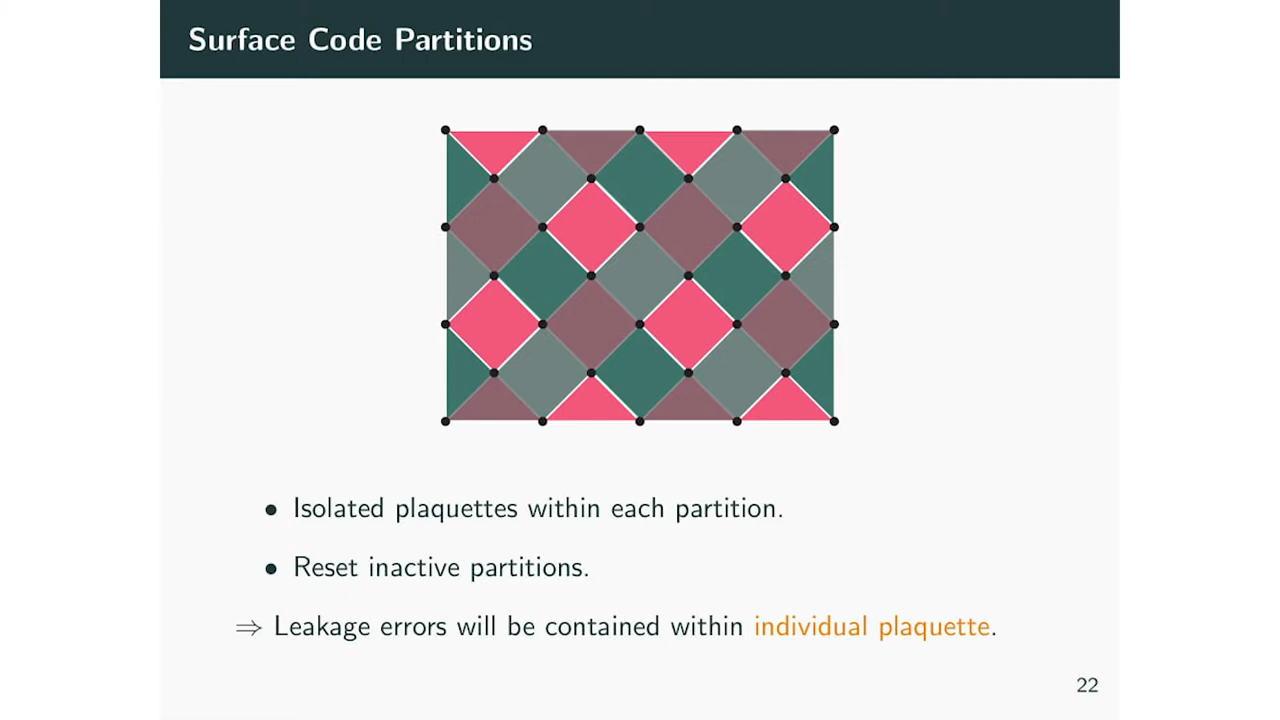 Surface Code Partitions
• Isolated plaquettes within each partition.
• Reset inactive partitions.
⇒ Leakage errors will be contained within individual plaquette.
22